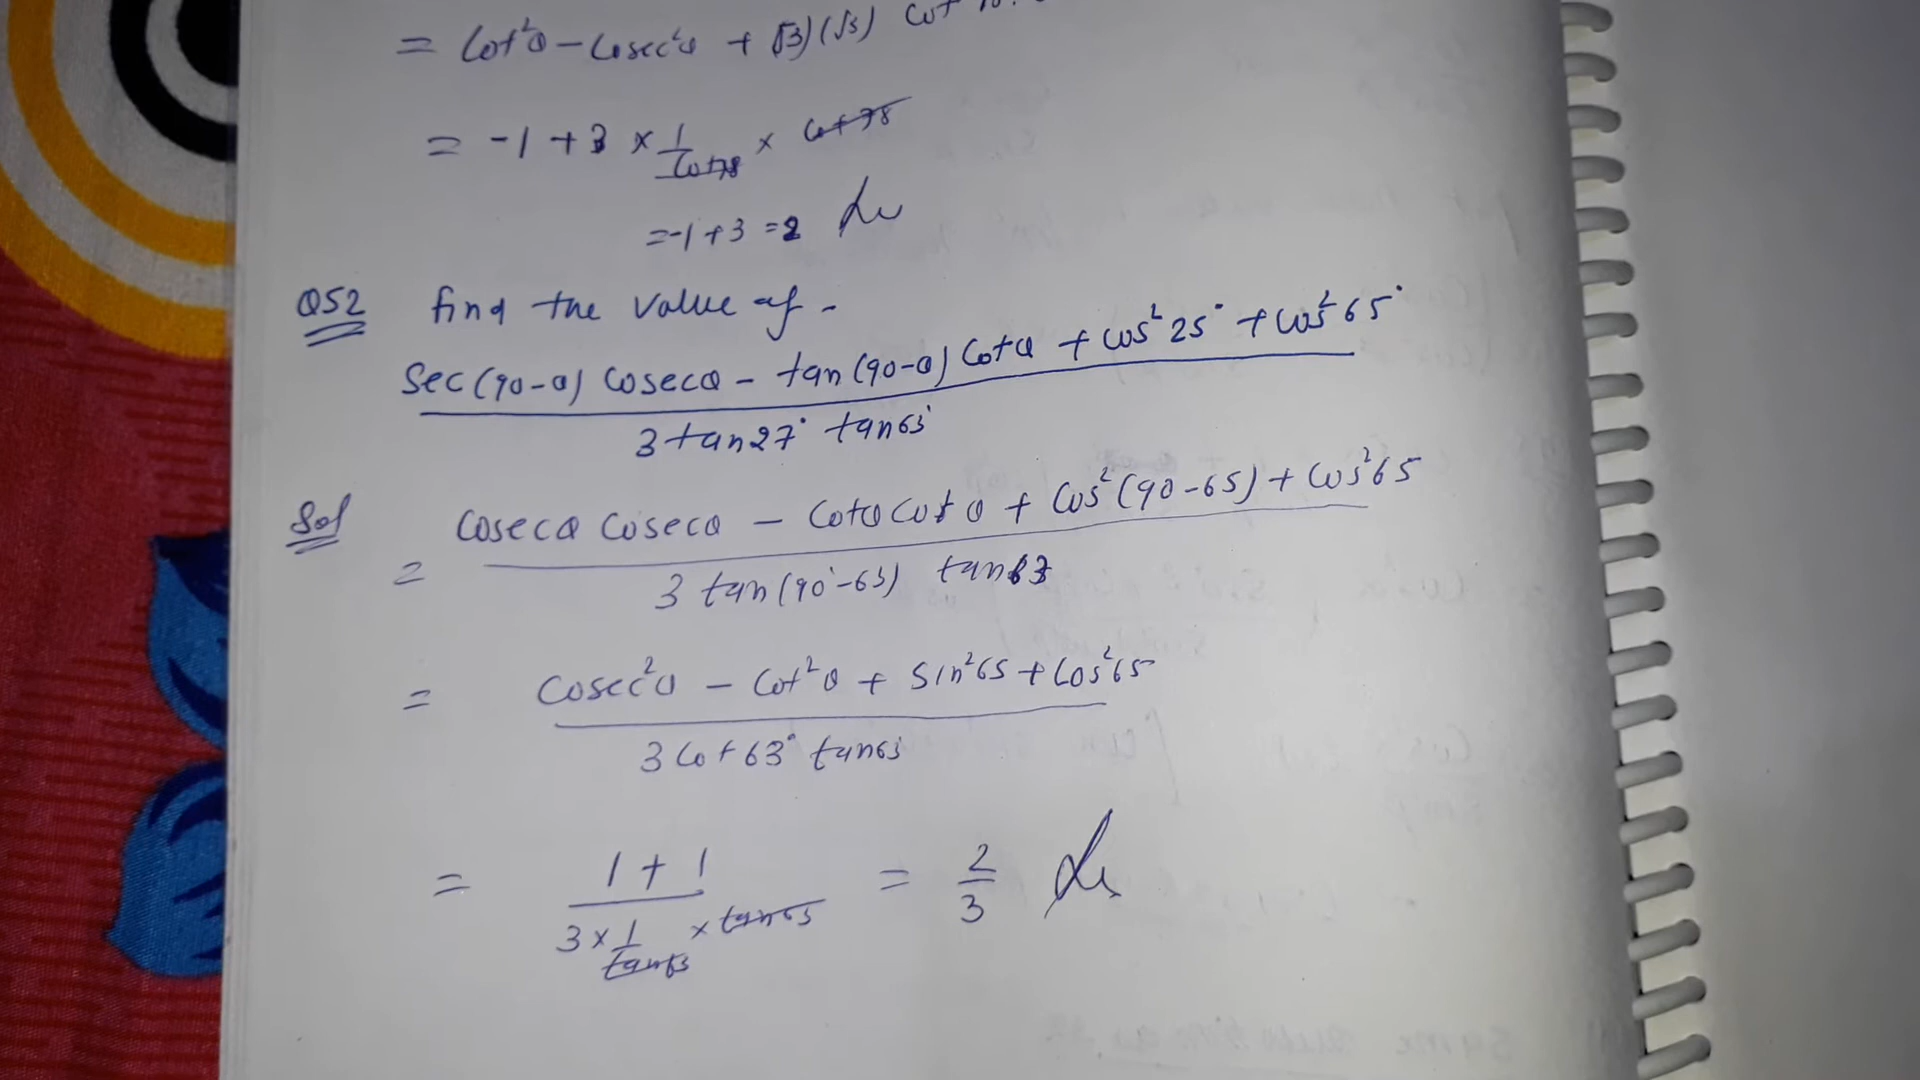 = Cot²θ - Cosec²θ + √3)(√3) Cot
= -1 + 3 × 1/Cot78 × Cot78
= -1 + 3 = 2
Q52 find the value of -
Sec(90-θ) Cosecθ - tan(90-θ) Cotθ + cos²25° + cos²65°
3 tan27° tan63°
Sol
Cosecθ Cosecθ - Cotθ Cotθ + Cos²(90-65) + Cos²65
=
3 tan(90°-63) tan63
= Cosec²θ - Cot²θ + Sin²65 + Cos²65
3 Cot63° tan63
= 1 + 1 = 2/3
3 × 1/tan63 × tan63